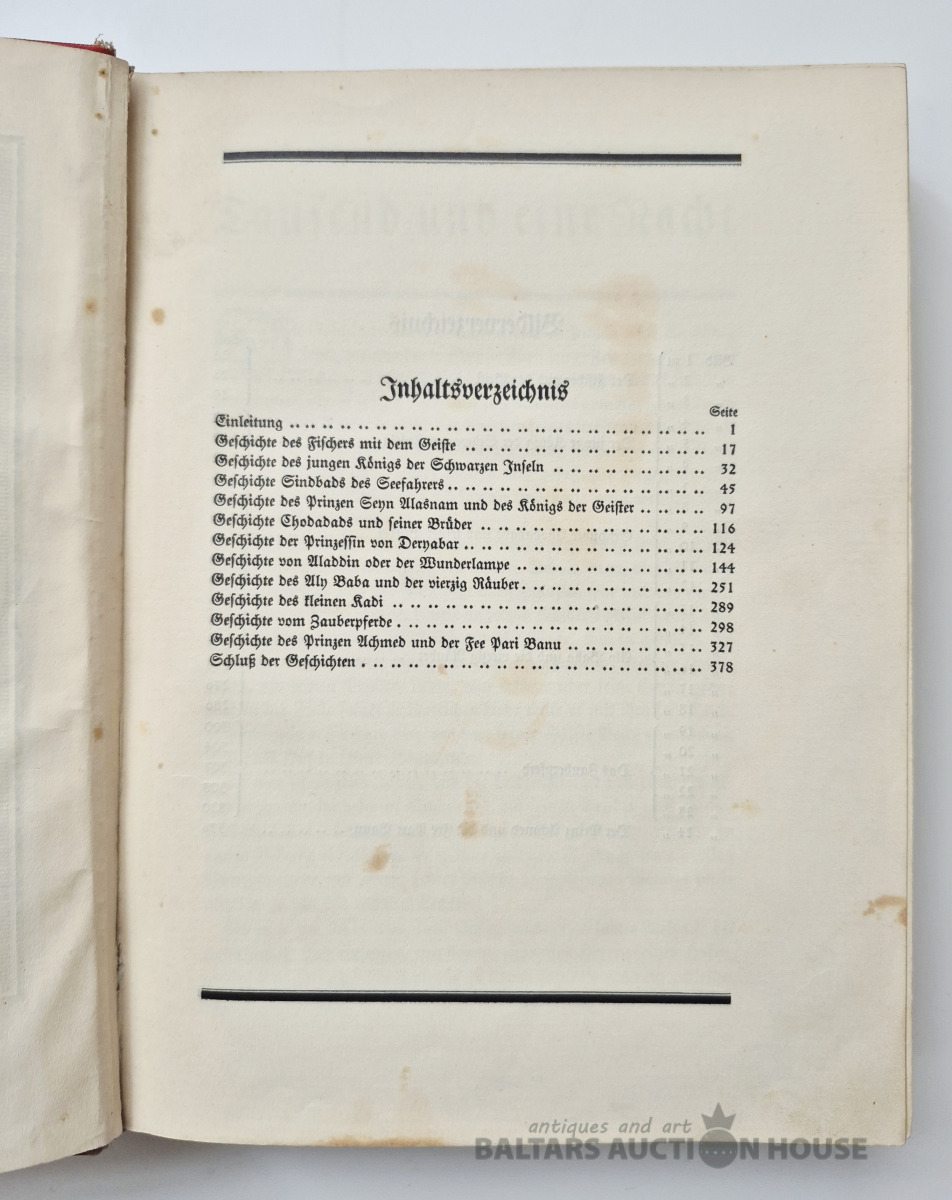 Inhaltsverzeichnis
Seite
Einleitung 1
Geschichte des Fischers mit dem Geiste 17
Geschichte des jungen Königs der Schwarzen Inseln 32
Geschichte Sindbads des Seefahrers 45
Geschichte des Prinzen Seyn Alasnam und des Königs der Geister 97
Geschichte Chodadads und seiner Brüder 116
Geschichte der Prinzessin von Deryabar 124
Geschichte von Aladdin oder der Wunderlampe 144
Geschichte des Aly Baba und der vierzig Räuber 251
Geschichte des kleinen Kadi 289
Geschichte vom Zauberpferde 298
Geschichte des Prinzen Achmed und der Fee Pari Banu 327
Schluß der Geschichten 378
antiques and art
BALTARS AUCTION HOUSE